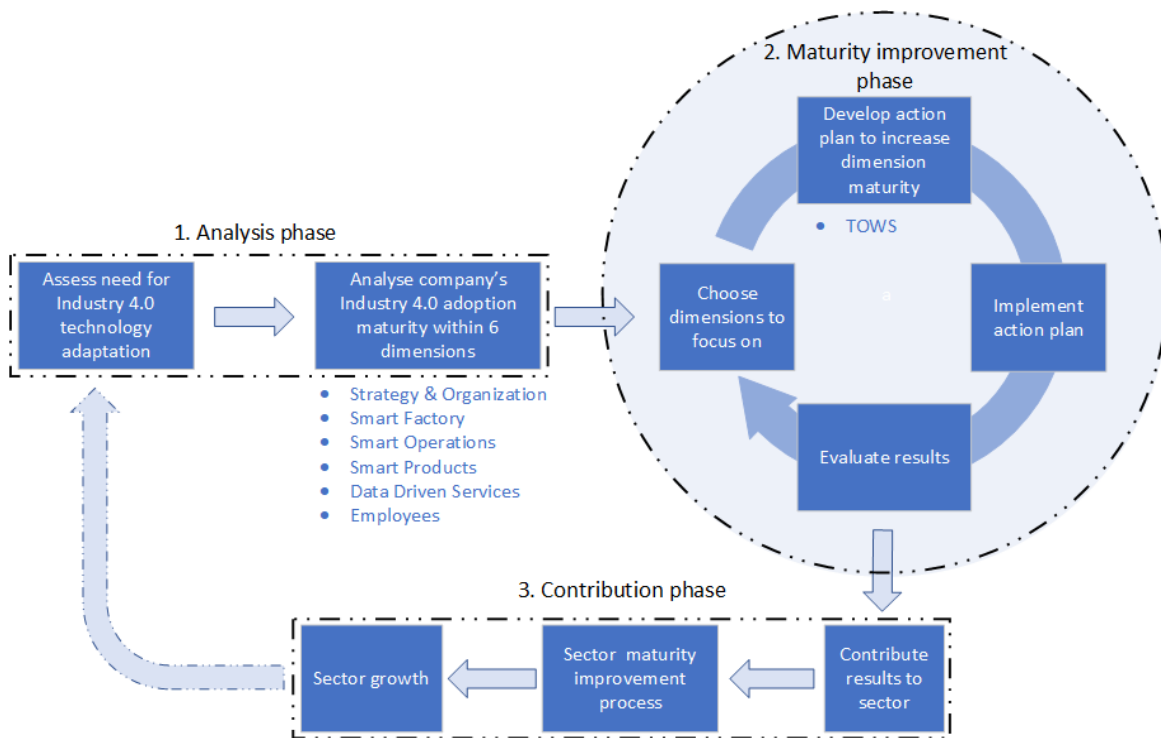 1. Analysis phase
Assess need for
Industry 4.0
technology
adaptation
Analyse company's
Industry 4.0 adoption
maturity within 6
dimensions
• Strategy & Organization
• Smart Factory
• Smart Operations
• Smart Products
• Data Driven Services
• Employees
2. Maturity improvement
phase
Develop action
plan to increase
dimension
maturity
• TOWS
Choose
dimensions to
focus on
a
Implement
action plan
Evaluate results
3. Contribution phase
Contribute
results to
sector
Sector maturity
improvement
process
Sector growth